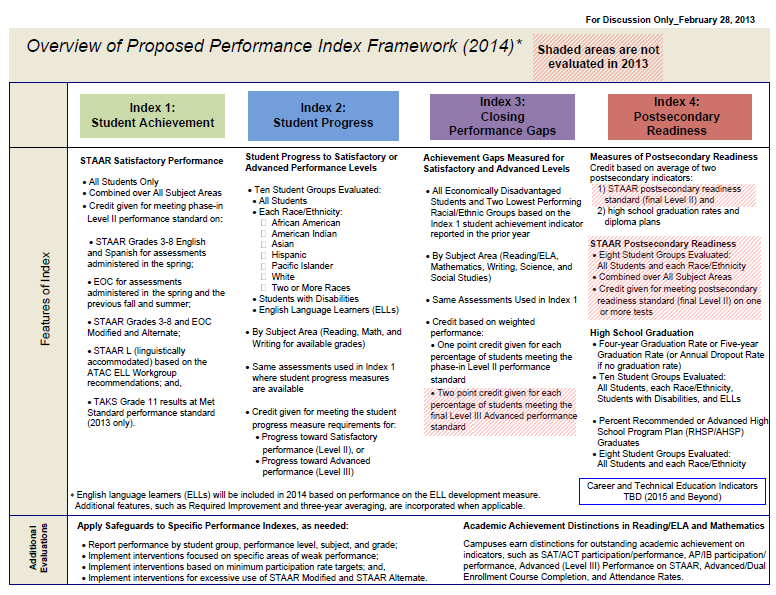 For Discussion Only_February 28, 2013
Overview of Proposed Performance Index Framework (2014)*
Shaded areas are not
evaluated in 2013
Features of Index
Index 1:
Student Achievement
STAAR Satisfactory Performance
• All Students Only
• Combined over All Subject Areas
• Credit given for meeting phase-in
Level II performance standard on:
• STAAR Grades 3-8 English
and Spanish for assessments
administered in the spring;
• EOC for assessments
administered in the spring and the
previous fall and summer;
• STAAR Grades 3-8 and EOC
Modified and Alternate;
• STAAR L (linguistically
accommodated) based on the
ATAC ELL Workgroup
recommendations; and,
• TAKS Grade 11 results at Met
Standard performance standard
(2013 only).
Index 2:
Student Progress
Student Progress to Satisfactory or
Advanced Performance Levels
• Ten Student Groups Evaluated:
• All Students
• Each Race/Ethnicity:
African American
American Indian
Asian
Hispanic
Pacific Islander
White
Two or More Races
• Students with Disabilities
• English Language Learners (ELLs)
• By Subject Area (Reading, Math, and
Writing for available grades)
• Same assessments used in Index 1
where student progress measures
are available
• Credit given for meeting the student
progress measure requirements for:
• Progress toward Satisfactory
performance (Level II), or
• Progress toward Advanced
performance (Level III)
Index 3:
Closing
Performance Gaps
Achievement Gaps Measured for
Satisfactory and Advanced Levels
• All Economically Disadvantaged
Students and Two Lowest Performing
Racial/Ethnic Groups based on the
Index 1 student achievement indicator
reported in the prior year
• By Subject Area (Reading/ELA,
Mathematics, Writing, Science, and
Social Studies)
• Same Assessments Used in Index 1
• Credit based on weighted
performance:
• One point credit given for each
percentage of students meeting the
phase-in Level II performance
standard
• Two point credit given for each
percentage of students meeting the
final Level III Advanced performance
standard
Index 4:
Postsecondary
Readiness
Measures of Postsecondary Readiness
Credit based on average of two
postsecondary indicators:
1) STAAR postsecondary readiness
standard (final Level II) and
2) high school graduation rates and
diploma plans
STAAR Postsecondary Readiness
• Eight Student Groups Evaluated:
All Students and each Race/Ethnicity
• Combined over All Subject Areas
• Credit given for meeting postsecondary
readiness standard (final Level II) on one
or more tests
High School Graduation
• Four-year Graduation Rate or Five-year
Graduation Rate (or Annual Dropout Rate
if no graduation rate)
• Ten Student Groups Evaluated:
All Students, each Race/Ethnicity,
Students with Disabilities, and ELLs
• Percent Recommended or Advanced High
School Program Plan (RHSP/AHSP)
Graduates
• Eight Student Groups Evaluated:
All Students and each Race/Ethnicity
Career and Technical Education Indicators
TBD (2015 and Beyond)
* English language learners (ELLs) will be included in 2014 based on performance on the ELL development measure.
Additional features, such as Required Improvement and three-year averaging, are incorporated when applicable.
Additional
Evaluations
Apply Safeguards to Specific Performance Indexes, as needed:
• Report performance by student group, performance level, subject, and grade;
• Implement interventions focused on specific areas of weak performance;
• Implement interventions based on minimum participation rate targets; and,
• Implement interventions for excessive use of STAAR Modified and STAAR Alternate.
Academic Achievement Distinctions in Reading/ELA and Mathematics
Campuses earn distinctions for outstanding academic achievement on
indicators, such as SAT/ACT participation/performance, AP/IB participation/
performance, Advanced (Level III) Performance on STAAR, Advanced/Dual
Enrollment Course Completion, and Attendance Rates.